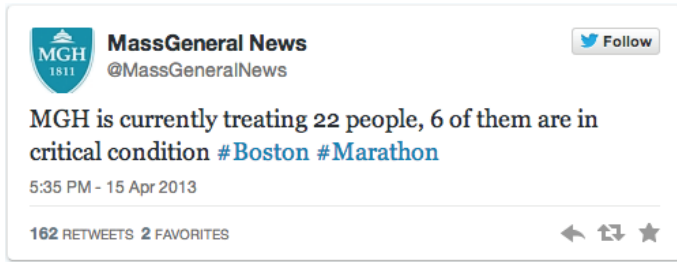 MGH
1811
MassGeneral News
@MassGeneralNews
Follow
MGH is currently treating 22 people, 6 of them are in
critical condition #Boston #Marathon
5:35 PM - 15 Apr 2013
162 RETWEETS 2 FAVORITES